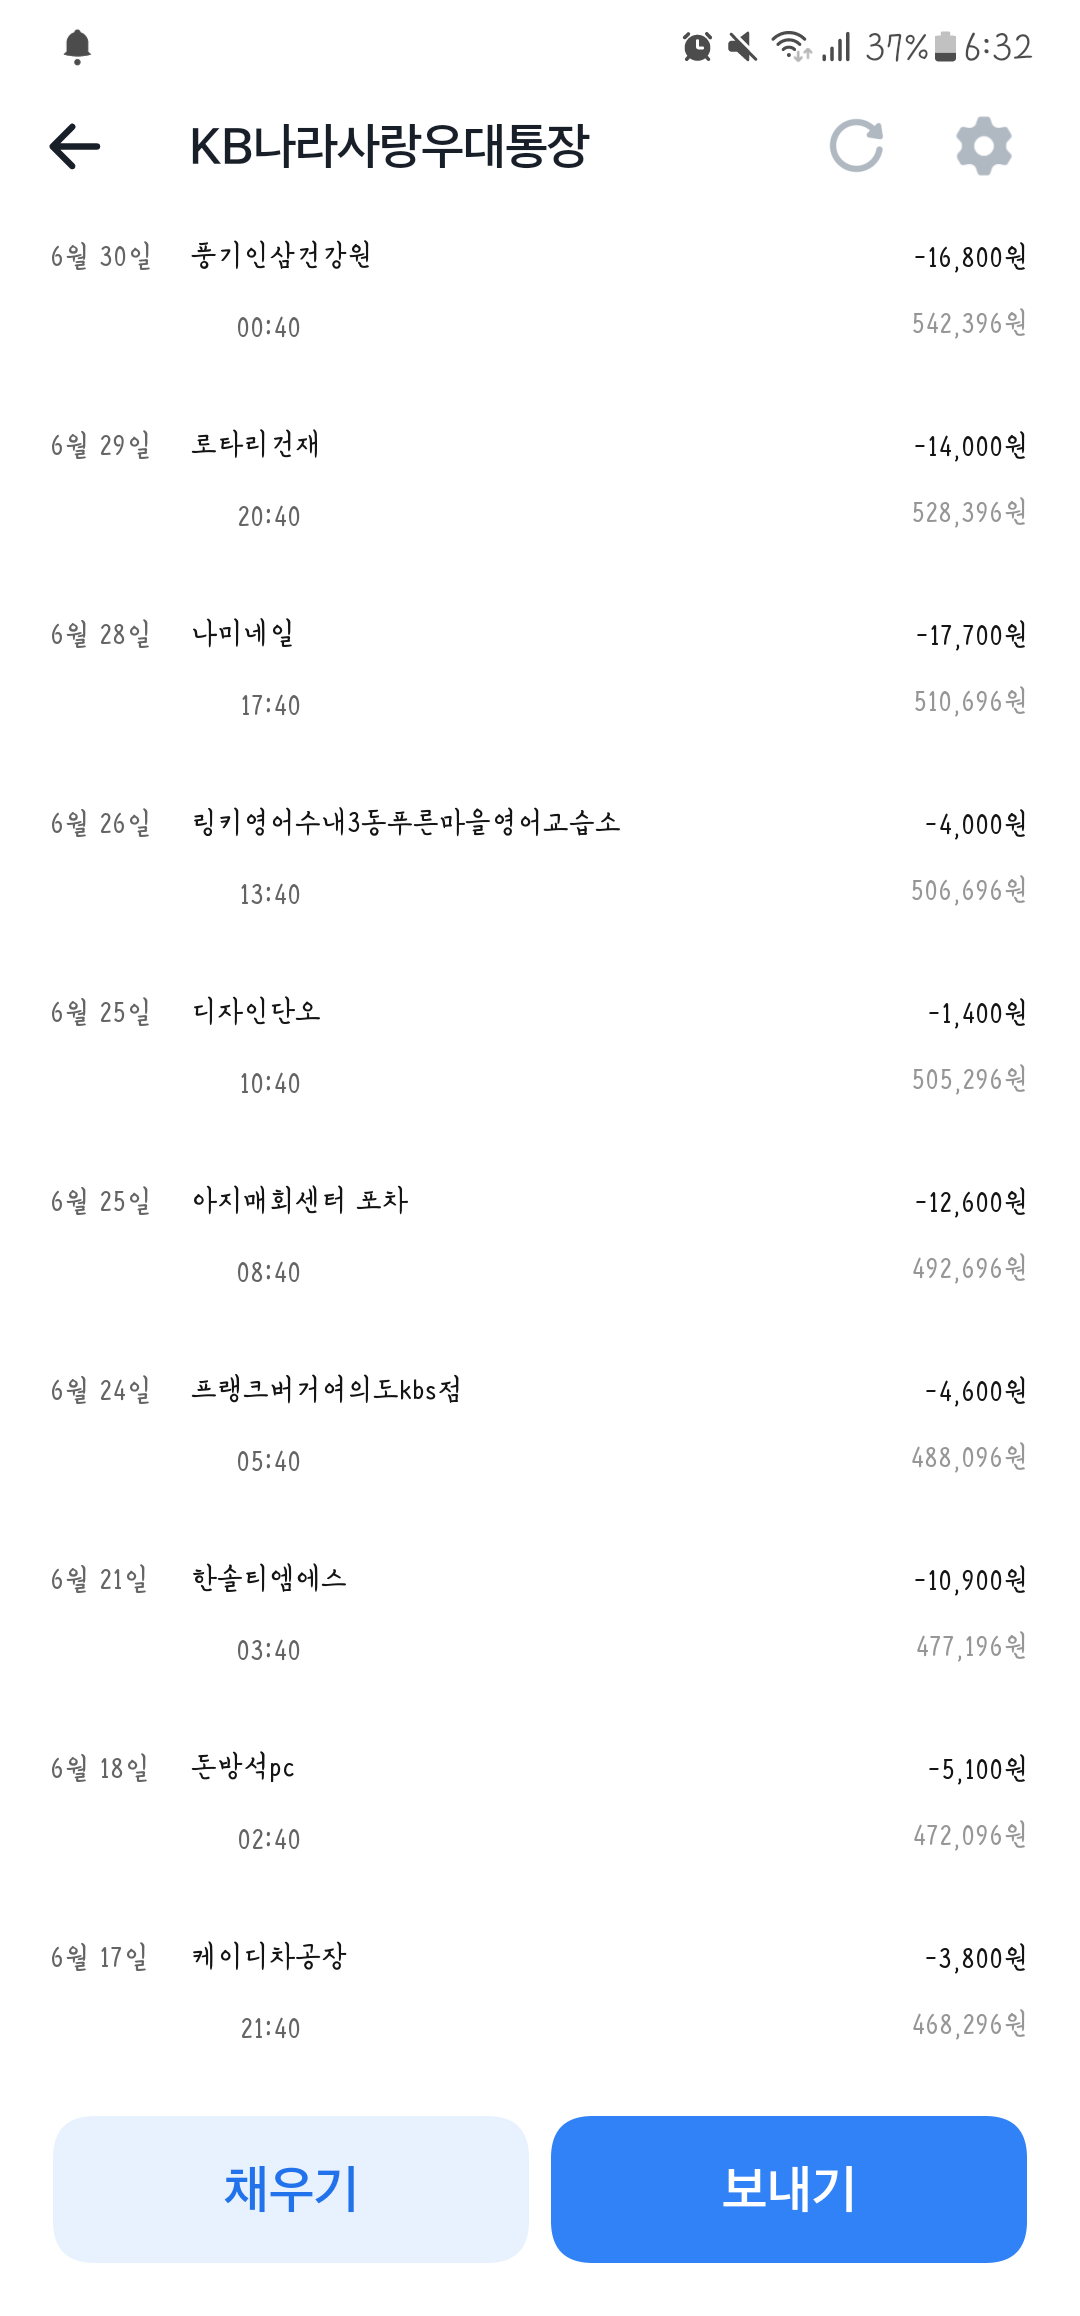 37% 6:32
KB나라사랑우대통장
6월 30일 풍기인삼건강원 -16,800원
00:40 542,396원
6월 29일 로타리건재 -14,000원
20:40 528,396원
6월 28일 나미네일 -17,700원
17:40 510,696원
6월 26일 링키영어수내3동푸른마을영어교습소 -4,000원
13:40 506,696원
6월 25일 디자인단오 -1,400원
10:40 505,296원
6월 25일 아지매회센터 포차 -12,600원
08:40 492,696원
6월 24일 프랭크버거여의도kbs점 -4,600원
05:40 488,096원
6월 21일 한솔티엠에스 -10,900원
03:40 477,196원
6월 18일 돈방석pc -5,100원
02:40 472,096원
6월 17일 케이디차공장 -3,800원
21:40 468,296원
채우기 보내기